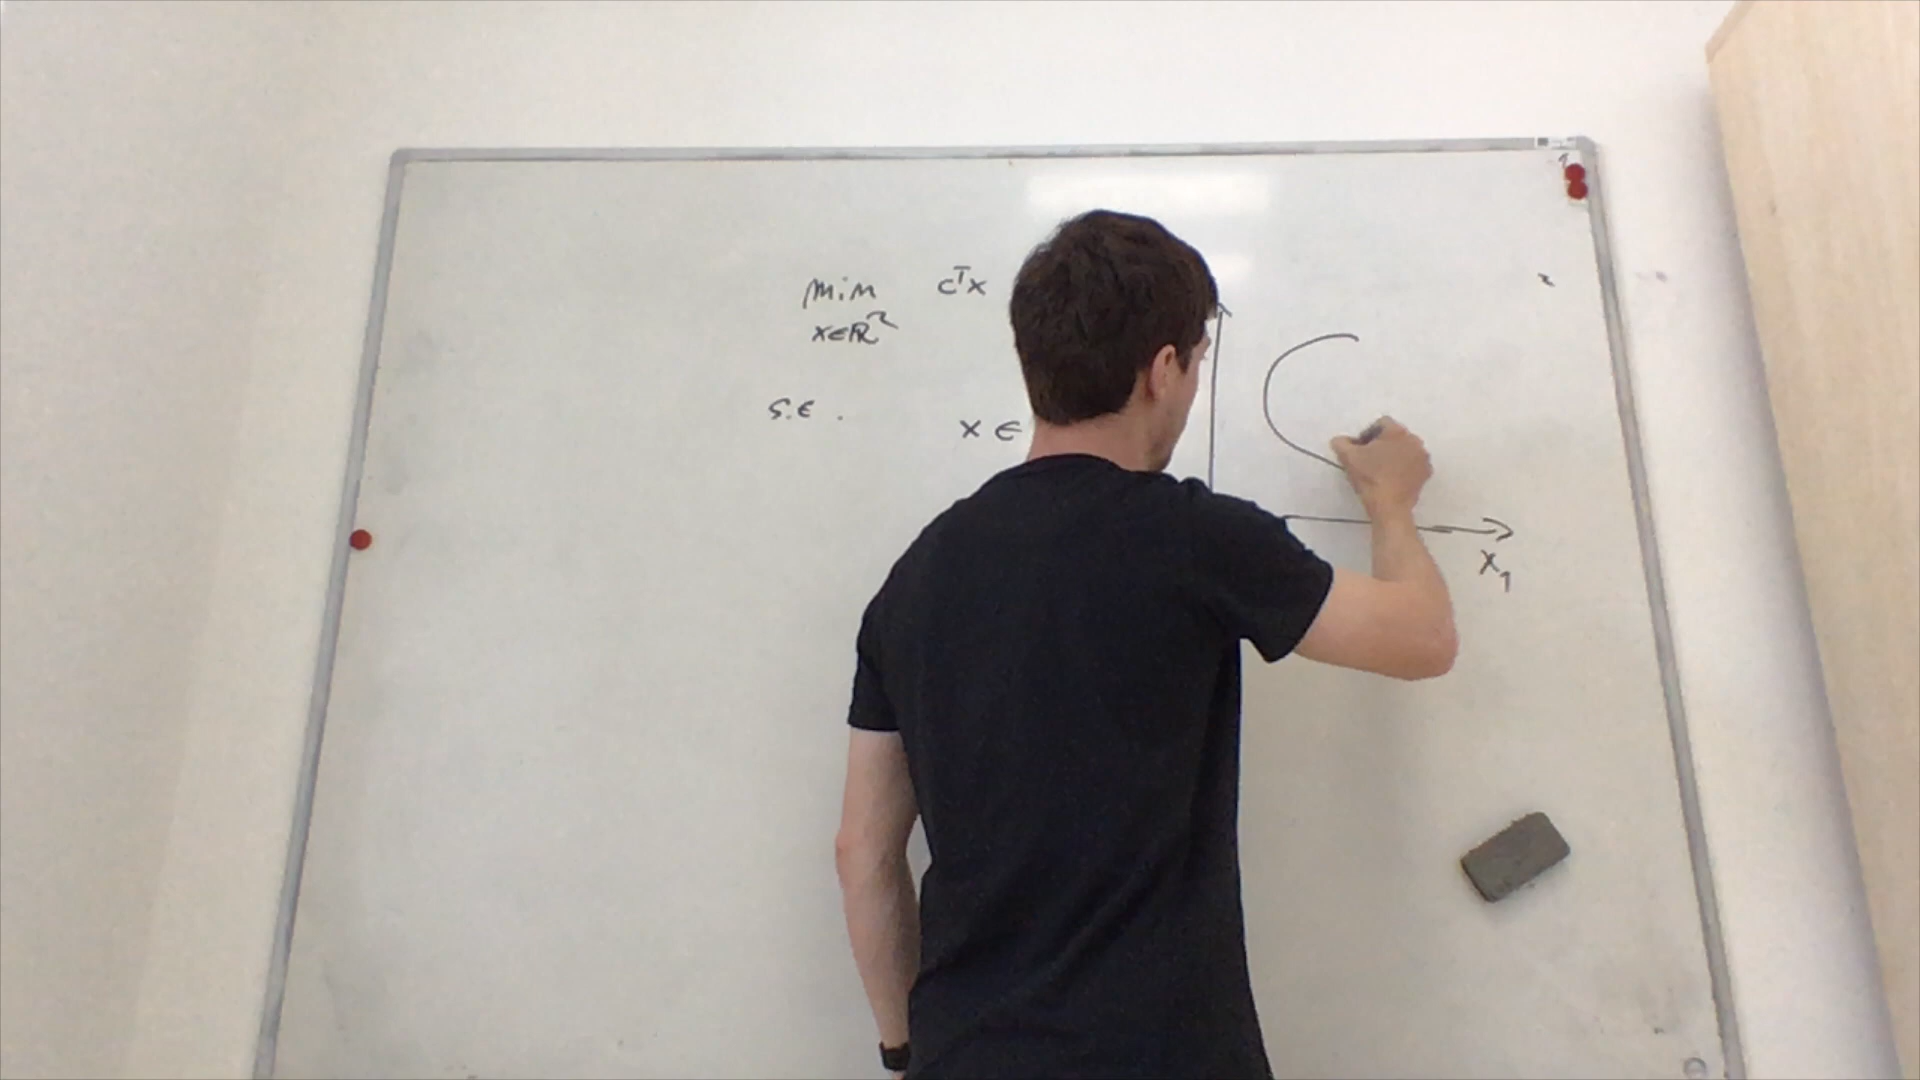 min cᵀx
x∈ℝ²
s.t. x ∈
x₁